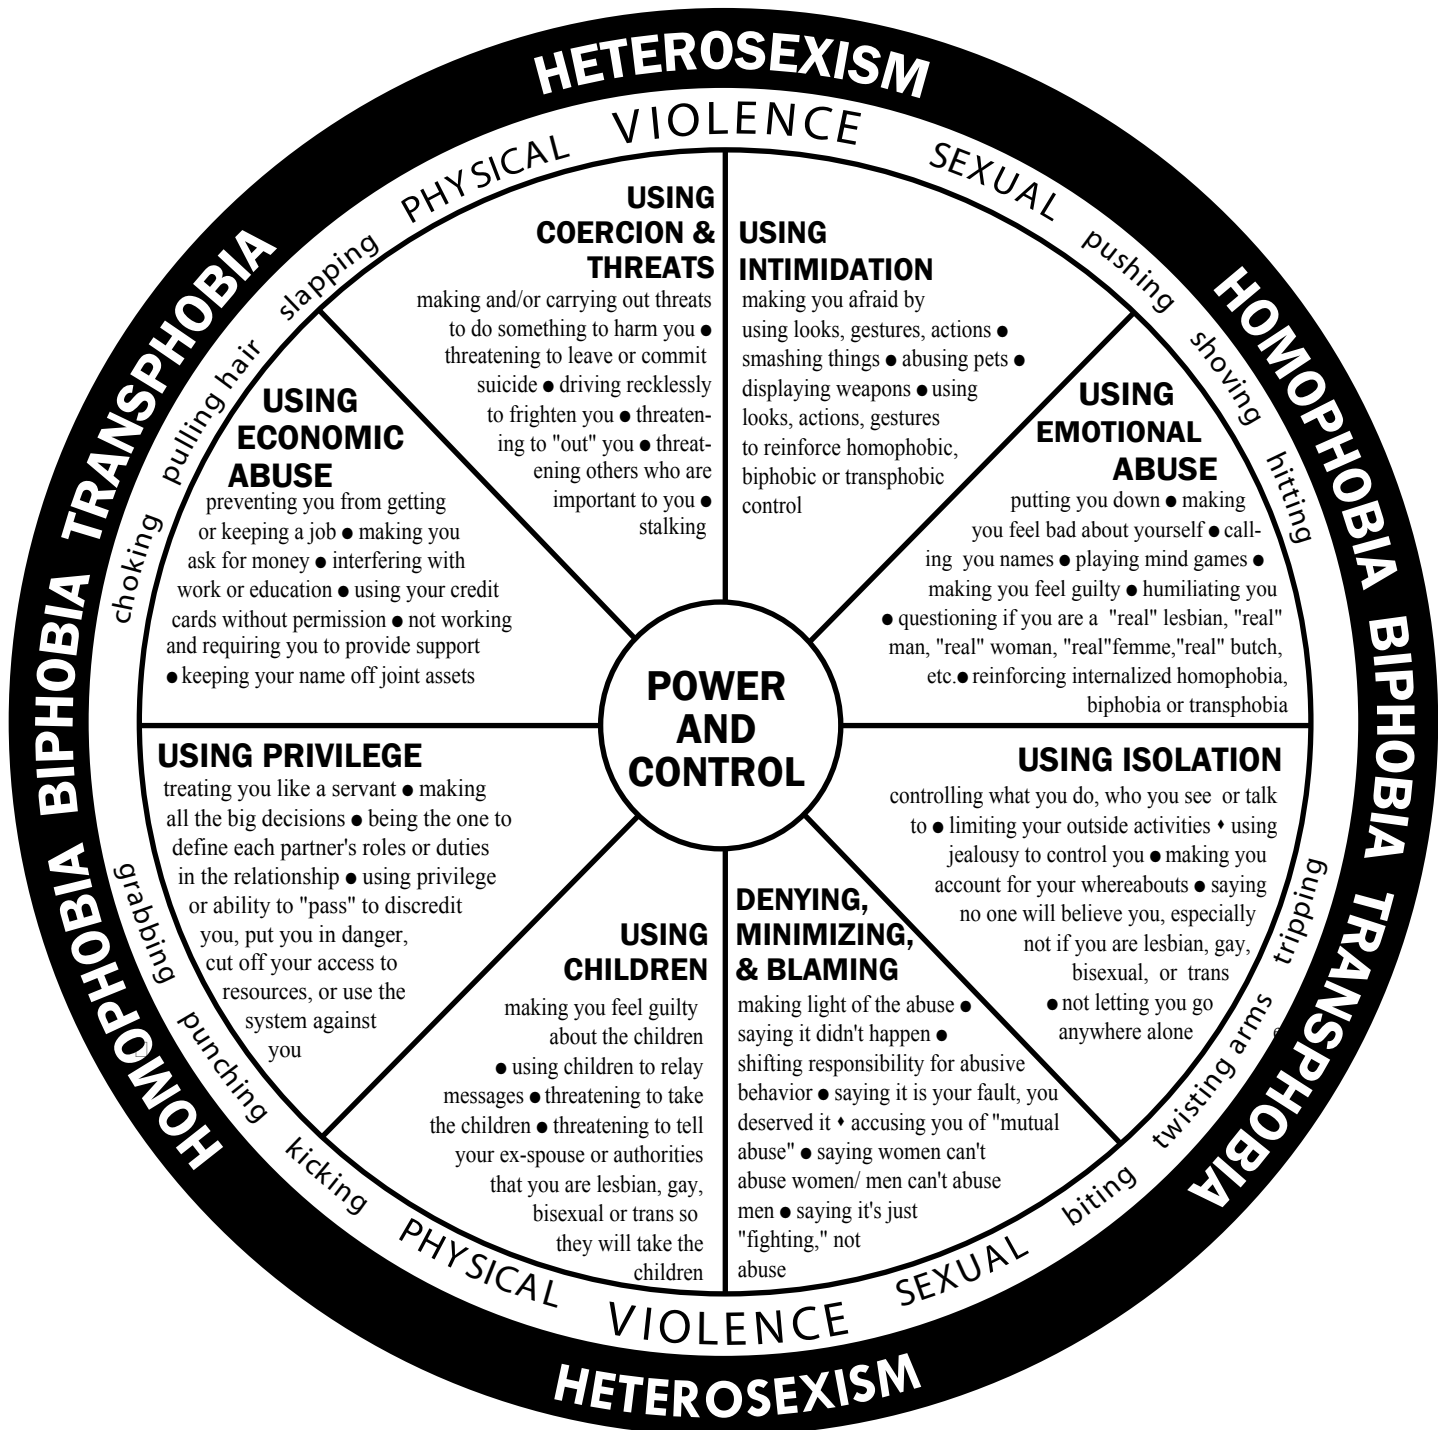 HETEROSEXISM
HOMOPHOBIA BIPHOBIA TRANSPHOBIA
HETEROSEXISM
HOMOPHOBIA BIPHOBIA TRANSPHOBIA
PHYSICAL VIOLENCE SEXUAL
pushing shoving hitting
tripping
twisting arms
biting
PHYSICAL VIOLENCE SEXUAL
kicking
punching
grabbing
choking
pulling hair
slapping
USING
COERCION &
THREATS
making and/or carrying out threats
to do something to harm you ●
threatening to leave or commit
suicide ● driving recklessly
to frighten you ● threaten-
ing to "out" you ● threat-
ening others who are
important to you ●
stalking
USING
INTIMIDATION
making you afraid by
using looks, gestures, actions ●
smashing things ● abusing pets ●
displaying weapons ● using
looks, actions, gestures
to reinforce homophobic,
biphobic or transphobic
control
USING
EMOTIONAL
ABUSE
putting you down ● making
you feel bad about yourself ● call-
ing you names ● playing mind games ●
making you feel guilty ● humiliating you
● questioning if you are a "real" lesbian, "real"
man, "real" woman, "real"femme,"real" butch,
etc.● reinforcing internalized homophobia,
biphobia or transphobia
USING ISOLATION
controlling what you do, who you see or talk
to ● limiting your outside activities ♦ using
jealousy to control you ● making you
account for your whereabouts ● saying
no one will believe you, especially
not if you are lesbian, gay,
bisexual, or trans
● not letting you go
anywhere alone
DENYING,
MINIMIZING,
& BLAMING
making light of the abuse ●
saying it didn't happen ●
shifting responsibility for abusive
behavior ● saying it is your fault, you
deserved it ♦ accusing you of "mutual
abuse" ● saying women can't
abuse women/ men can't abuse
men ● saying it's just
"fighting," not
abuse
USING
CHILDREN
making you feel guilty
about the children
● using children to relay
messages ● threatening to take
the children ● threatening to tell
your ex-spouse or authorities
that you are lesbian, gay,
bisexual or trans so
they will take the
children
USING PRIVILEGE
treating you like a servant ● making
all the big decisions ● being the one to
define each partner's roles or duties
in the relationship ● using privilege
or ability to "pass" to discredit
you, put you in danger,
cut off your access to
resources, or use the
system against
you
USING
ECONOMIC
ABUSE
preventing you from getting
or keeping a job ● making you
ask for money ● interfering with
work or education ● using your credit
cards without permission ● not working
and requiring you to provide support
● keeping your name off joint assets
POWER
AND
CONTROL